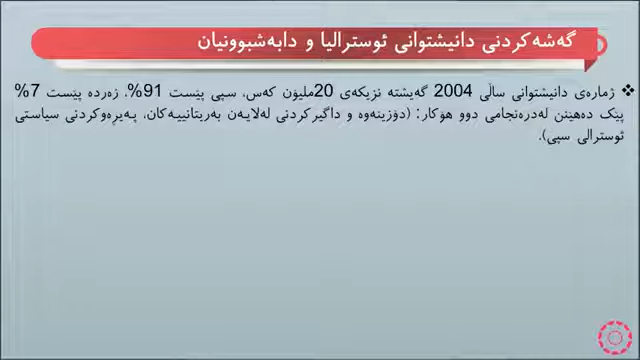 گەشەکردنی دانیشتوانی ئوسترالیا و دابەشبوونیان
❖ ژمارەی دانیشتوانی ساڵی 2004 گەیشتە نزیکەی 20ملیۆن کەس، سپی پێست 91%، زەردە پێست 7%
پێک دەهێنن لەدرەنجامی دوو هۆکار: (دۆزینەوە و داگیرکردنی لەلایەن بەریتانییەکان، پەیڕەوکردنی سیاستی
ئوسترالی سپی).